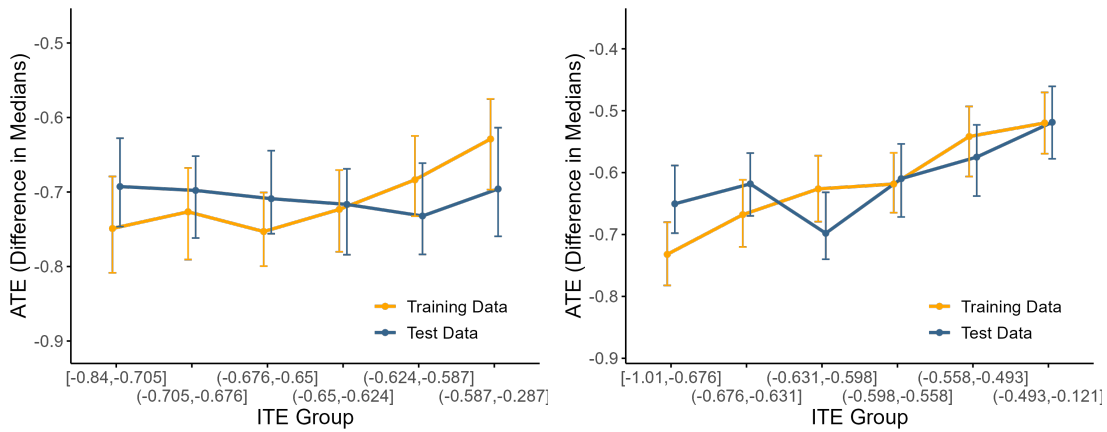 ATE (Difference in Medians)
-0.5
-0.6
-0.7
-0.8
-0.9
Training Data
Test Data
[-0.84,-0.705]
(-0.705,-0.676]
(-0.676,-0.65]
(-0.65,-0.624]
(-0.624,-0.587]
(-0.587,-0.287]
ITE Group
ATE (Difference in Medians)
-0.4
-0.5
-0.6
-0.7
-0.8
-0.9
Training Data
Test Data
[-1.01,-0.676]
(-0.676,-0.631]
(-0.631,-0.598]
(-0.598,-0.558]
(-0.558,-0.493]
(-0.493,-0.121]
ITE Group